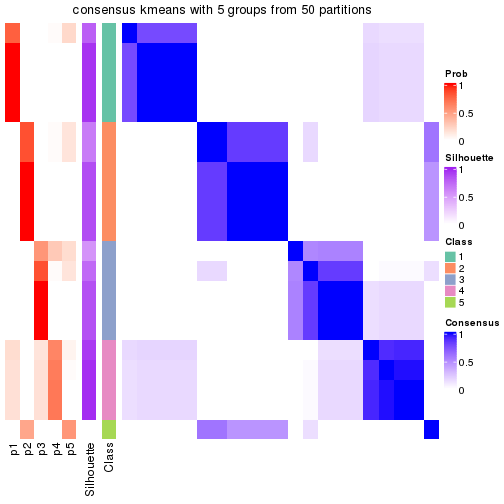 consensus kmeans with 5 groups from 50 partitions
Prob
1
0.5
0
Silhouette
1
0.5
0
Class
1
2
3
4
5
Consensus
1
0.5
0
p1
p2
p3
p4
p5
Silhouette
Class